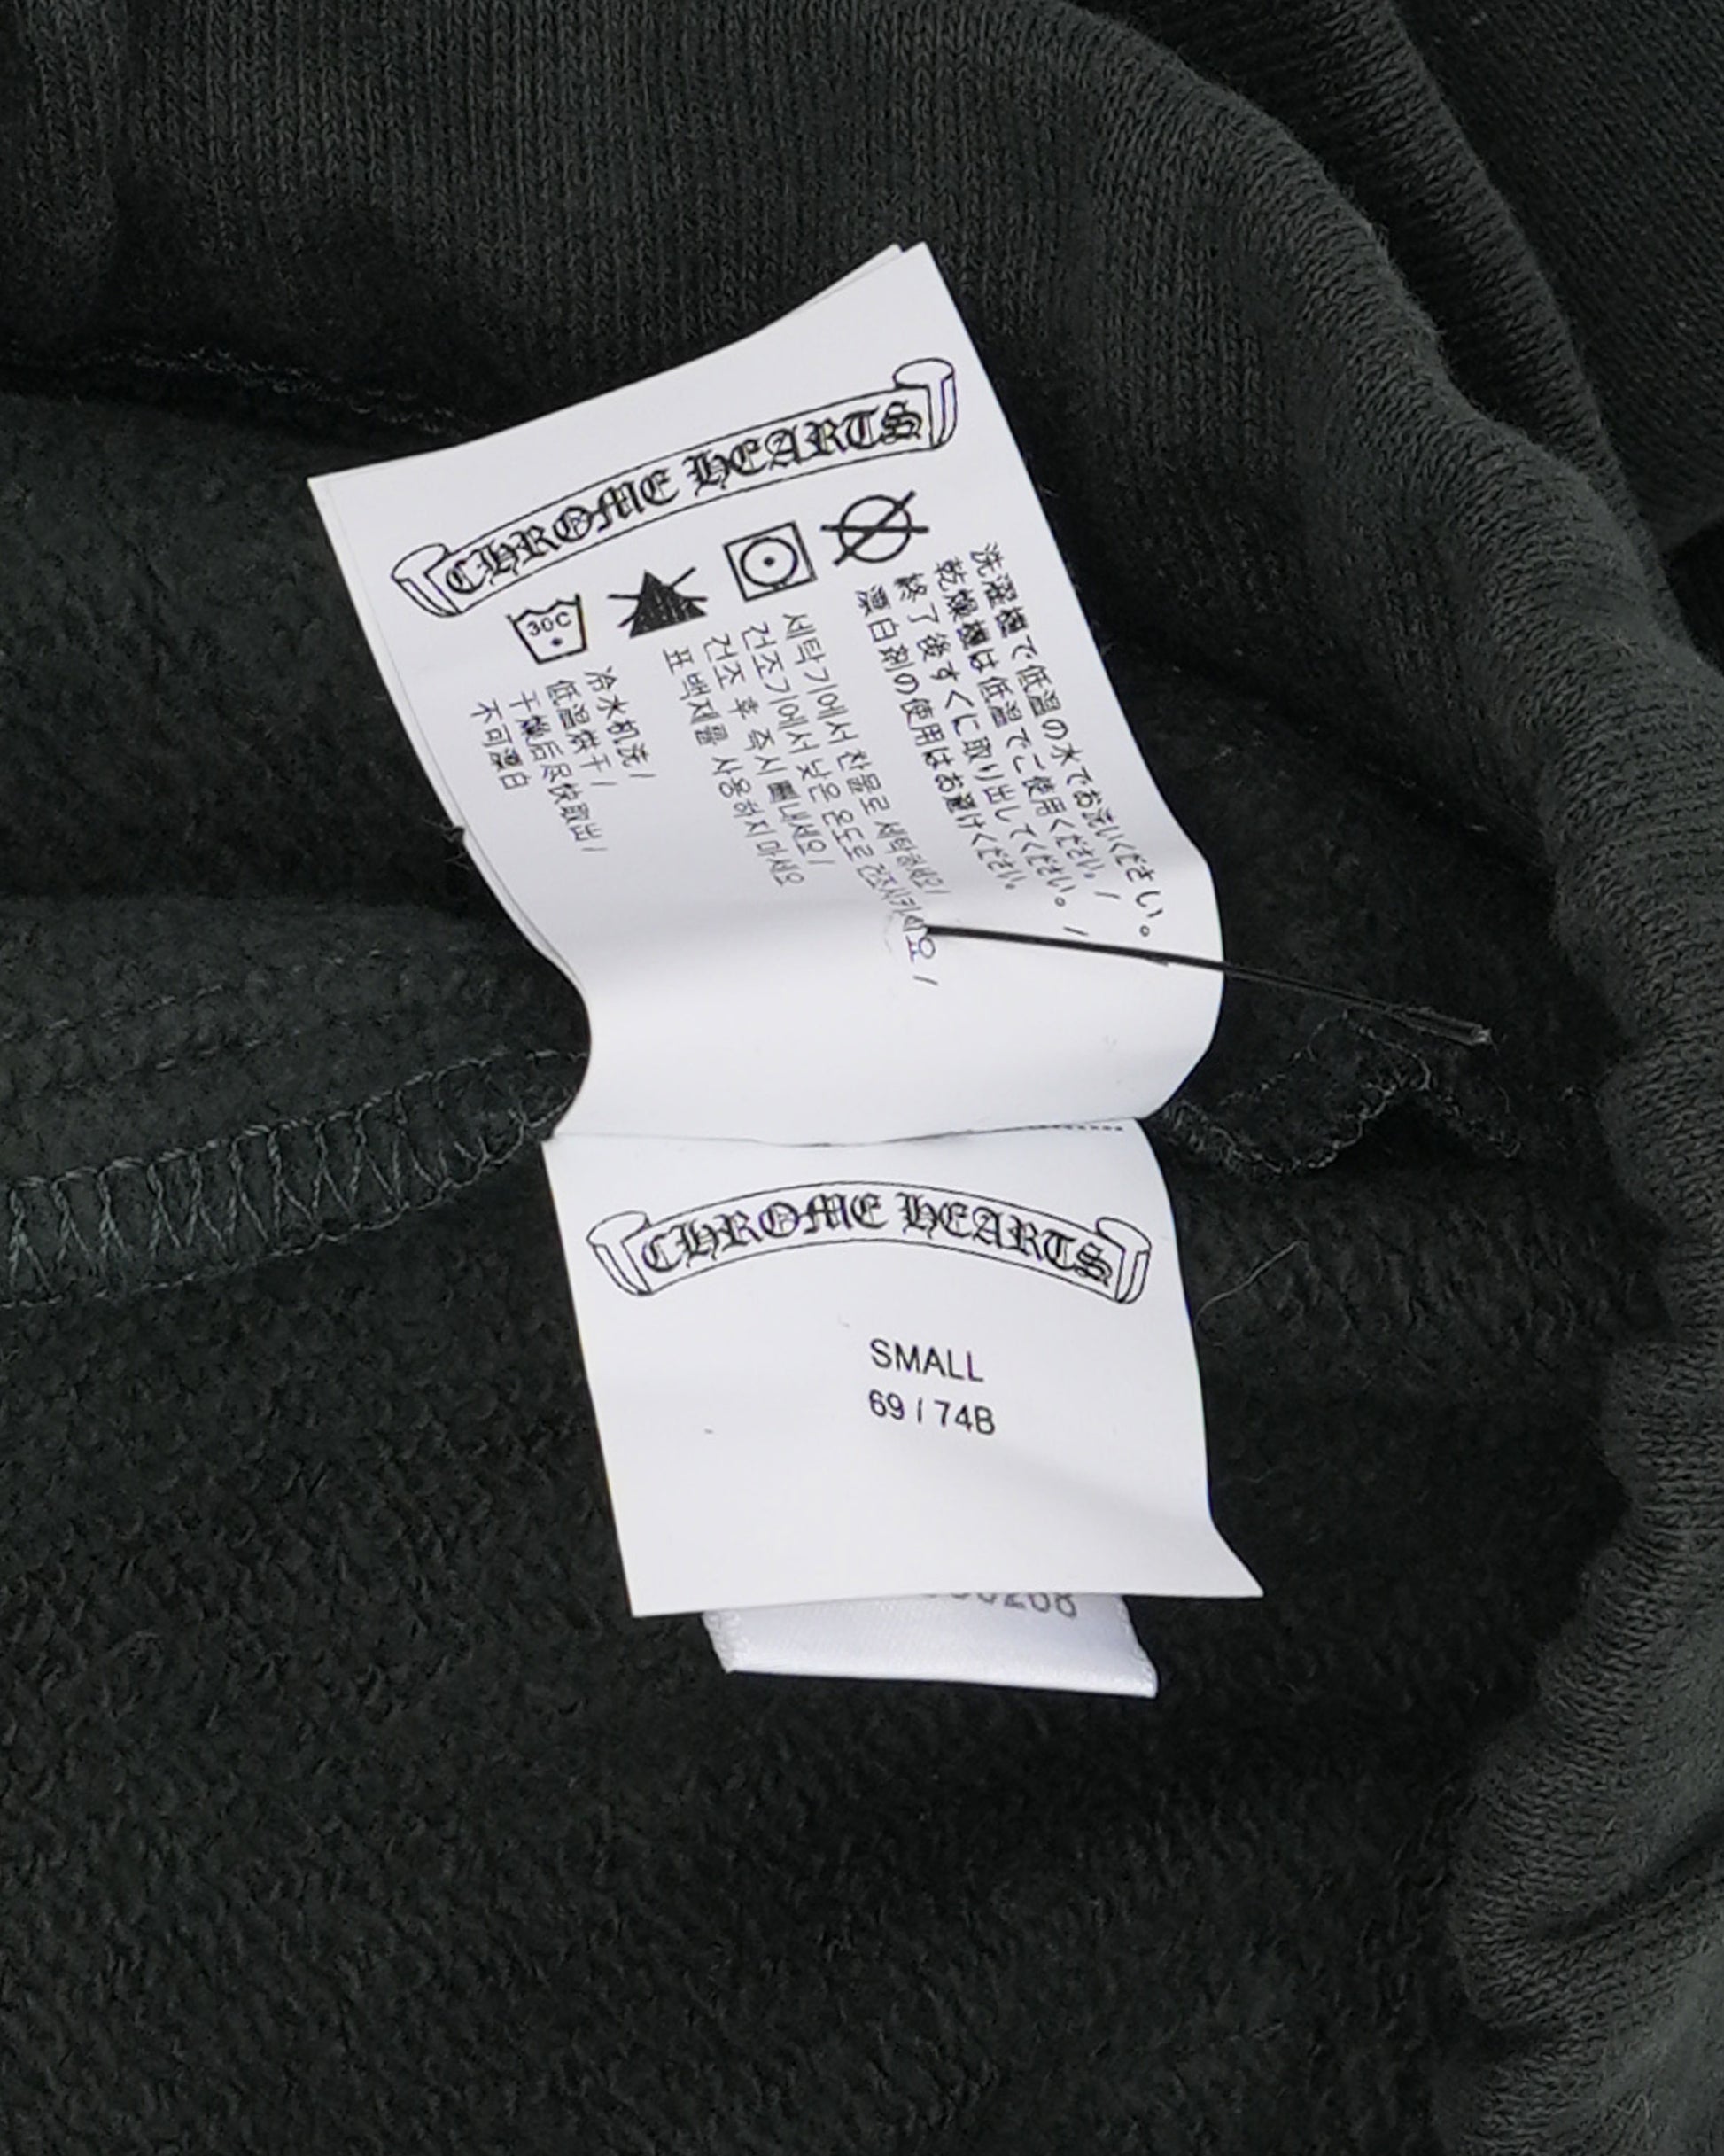 CHROME HEARTS
30C
洗濯機で低温の水でお洗いください。
乾燥機は低温でご使用ください。/
終了後すぐに取り出してください。/
漂白剤の使用はお避けください。
세탁기에서 찬물로 세탁하세요/
건조기에서 낮은 온도로 건조시키세요/
건조 후 즉시 빼내세요/
표백제를 사용하지 마세요
冷水机洗/
低温烘干/
干燥后尽快取出/
不可漂白
CHROME HEARTS
SMALL
69 / 74B